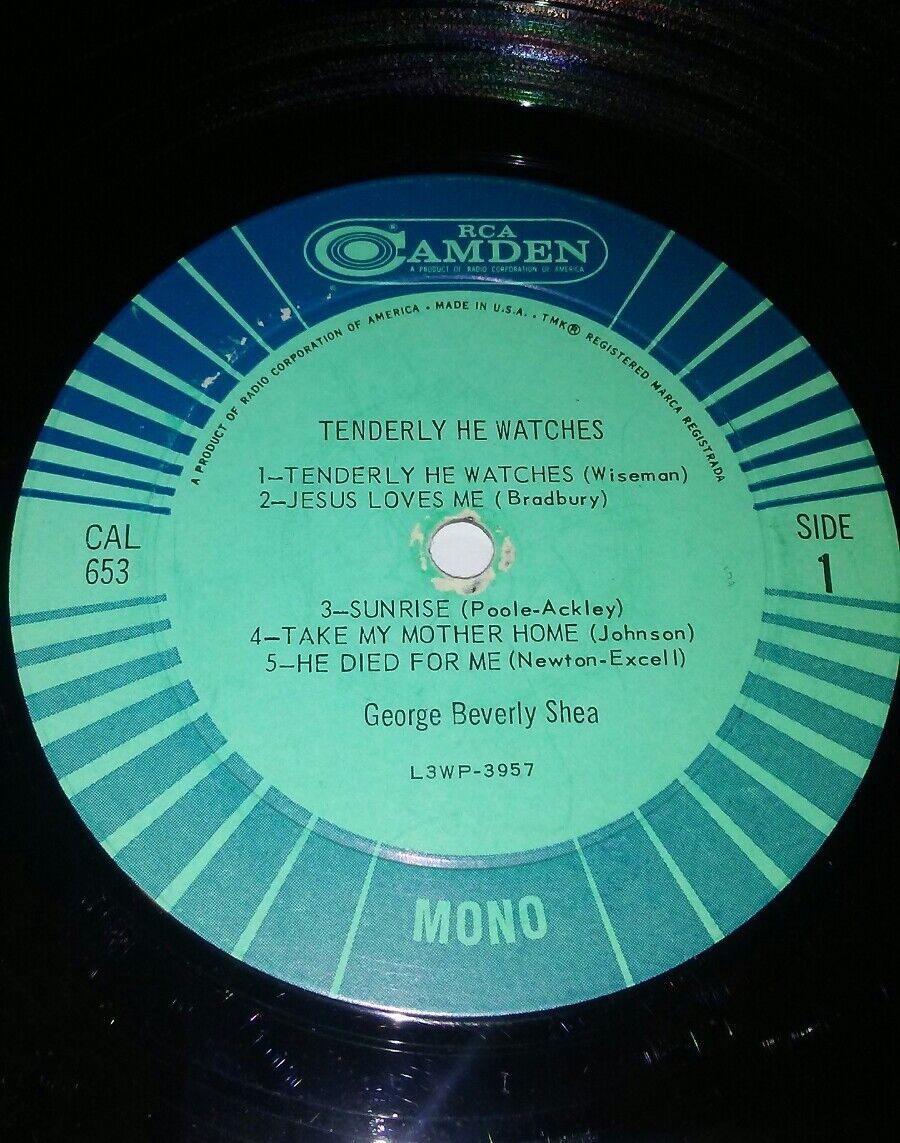 RCA
CAMDEN
A PRODUCT OF RADIO CORPORATION OF AMERICA
A PRODUCT OF RADIO CORPORATION OF AMERICA • MADE IN U.S.A. • TMK® REGISTERED MARCA REGISTRADA
TENDERLY HE WATCHES
1—TENDERLY HE WATCHES (Wiseman)
2—JESUS LOVES ME (Bradbury)
CAL
653
SIDE
1
3—SUNRISE (Poole-Ackley)
4—TAKE MY MOTHER HOME (Johnson)
5—HE DIED FOR ME (Newton-Excell)
George Beverly Shea
L3WP-3957
MONO